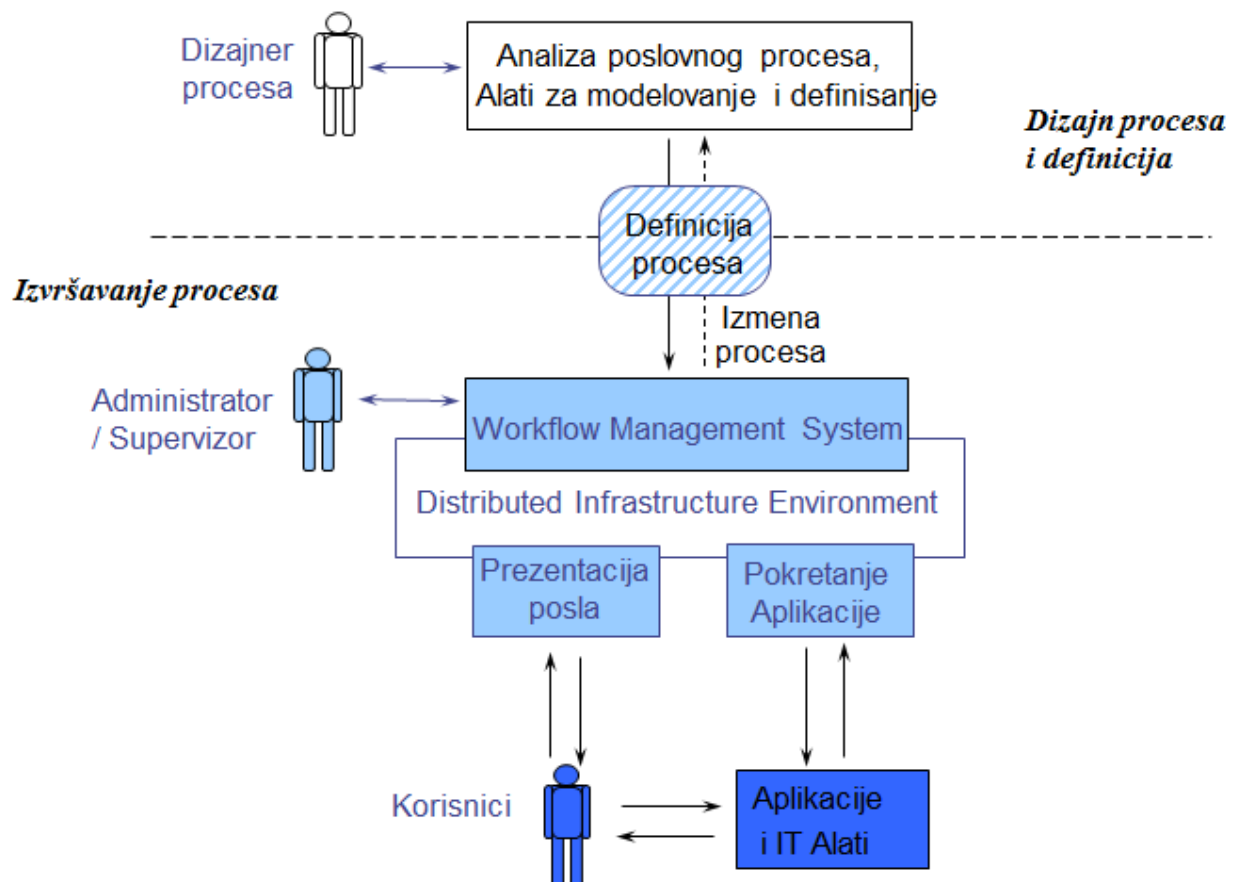 Dizajner
procesa
Analiza poslovnog procesa,
Alati za modelovanje i definisanje
Dizajn procesa
i definicija
Definicija
procesa
Izvršavanje procesa
Izmena
procesa
Administrator
/ Supervizor
Workflow Management System
Distributed Infrastructure Environment
Prezentacija
posla
Pokretanje
Aplikacije
Korisnici
Aplikacije
i IT Alati